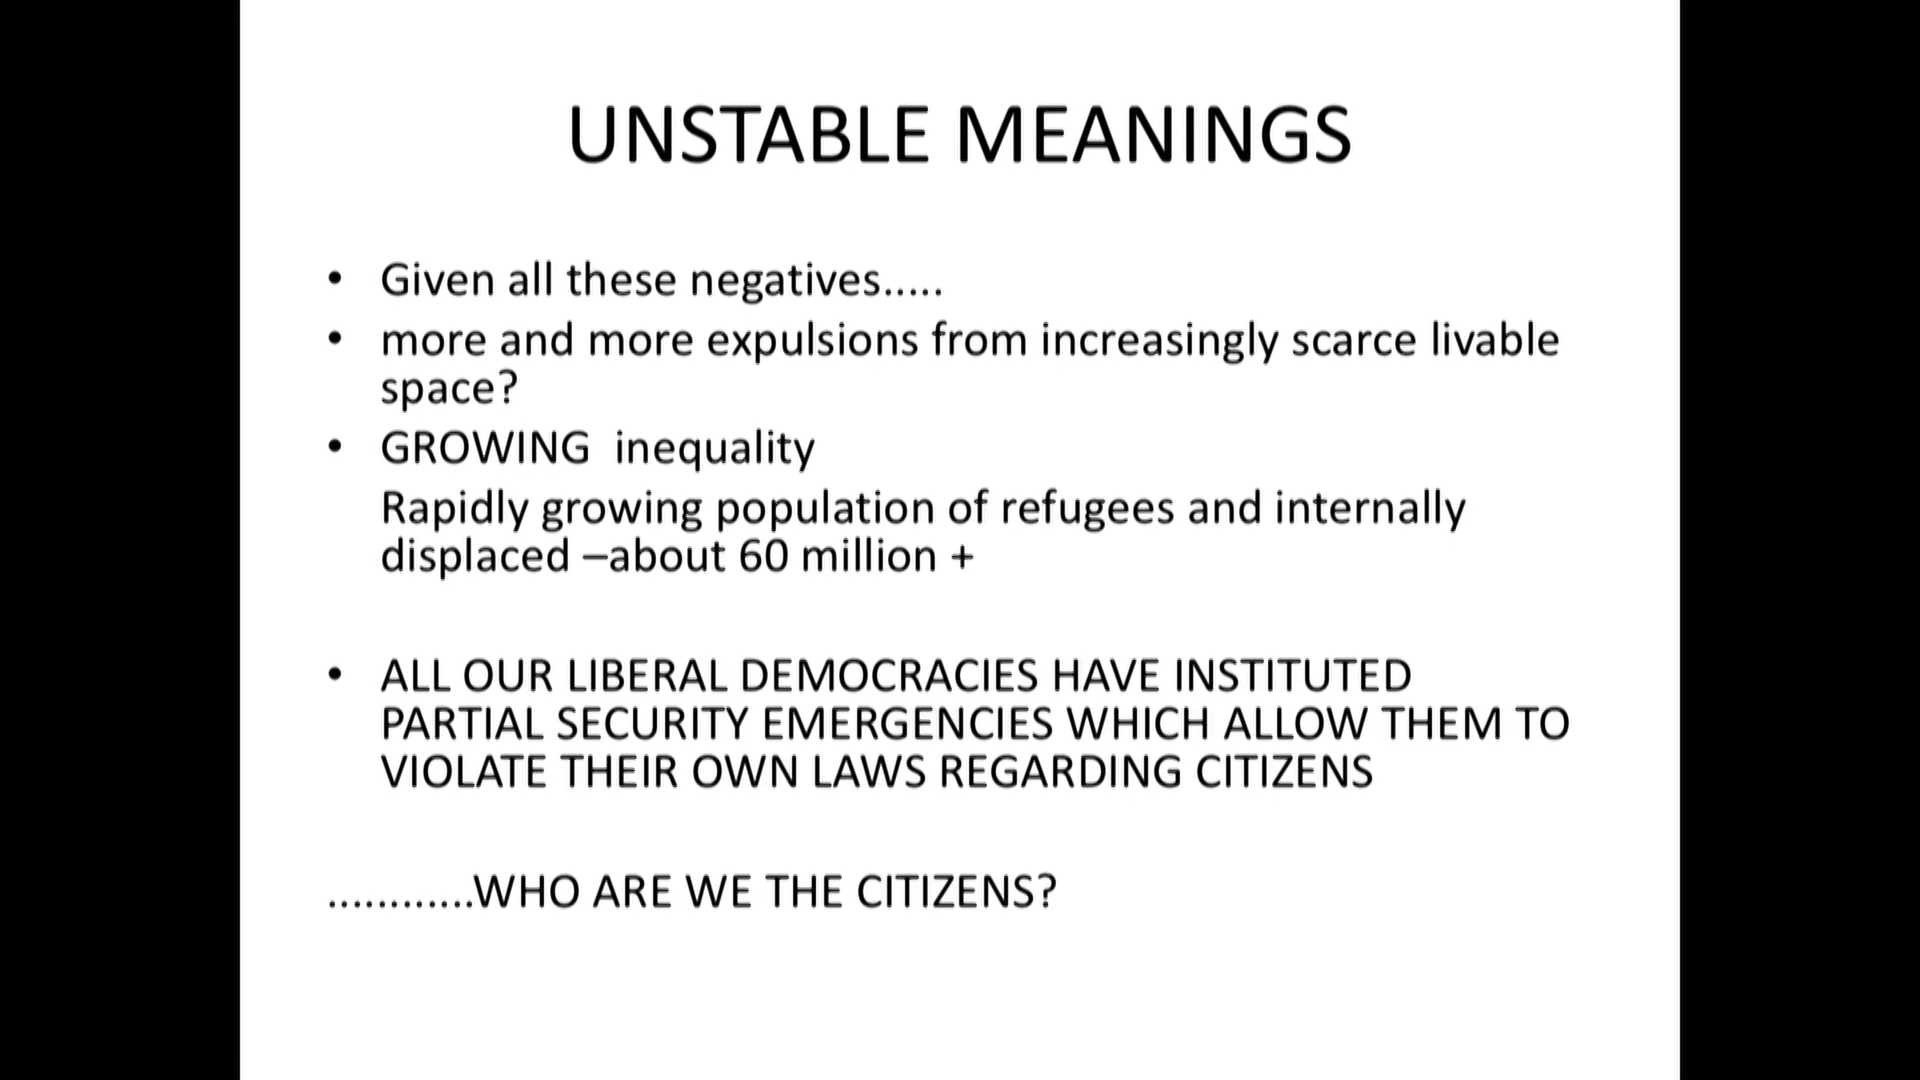 UNSTABLE MEANINGS
• Given all these negatives.....
• more and more expulsions from increasingly scarce livable
space?
• GROWING  inequality
Rapidly growing population of refugees and internally
displaced –about 60 million +
• ALL OUR LIBERAL DEMOCRACIES HAVE INSTITUTED
PARTIAL SECURITY EMERGENCIES WHICH ALLOW THEM TO
VIOLATE THEIR OWN LAWS REGARDING CITIZENS
............WHO ARE WE THE CITIZENS?